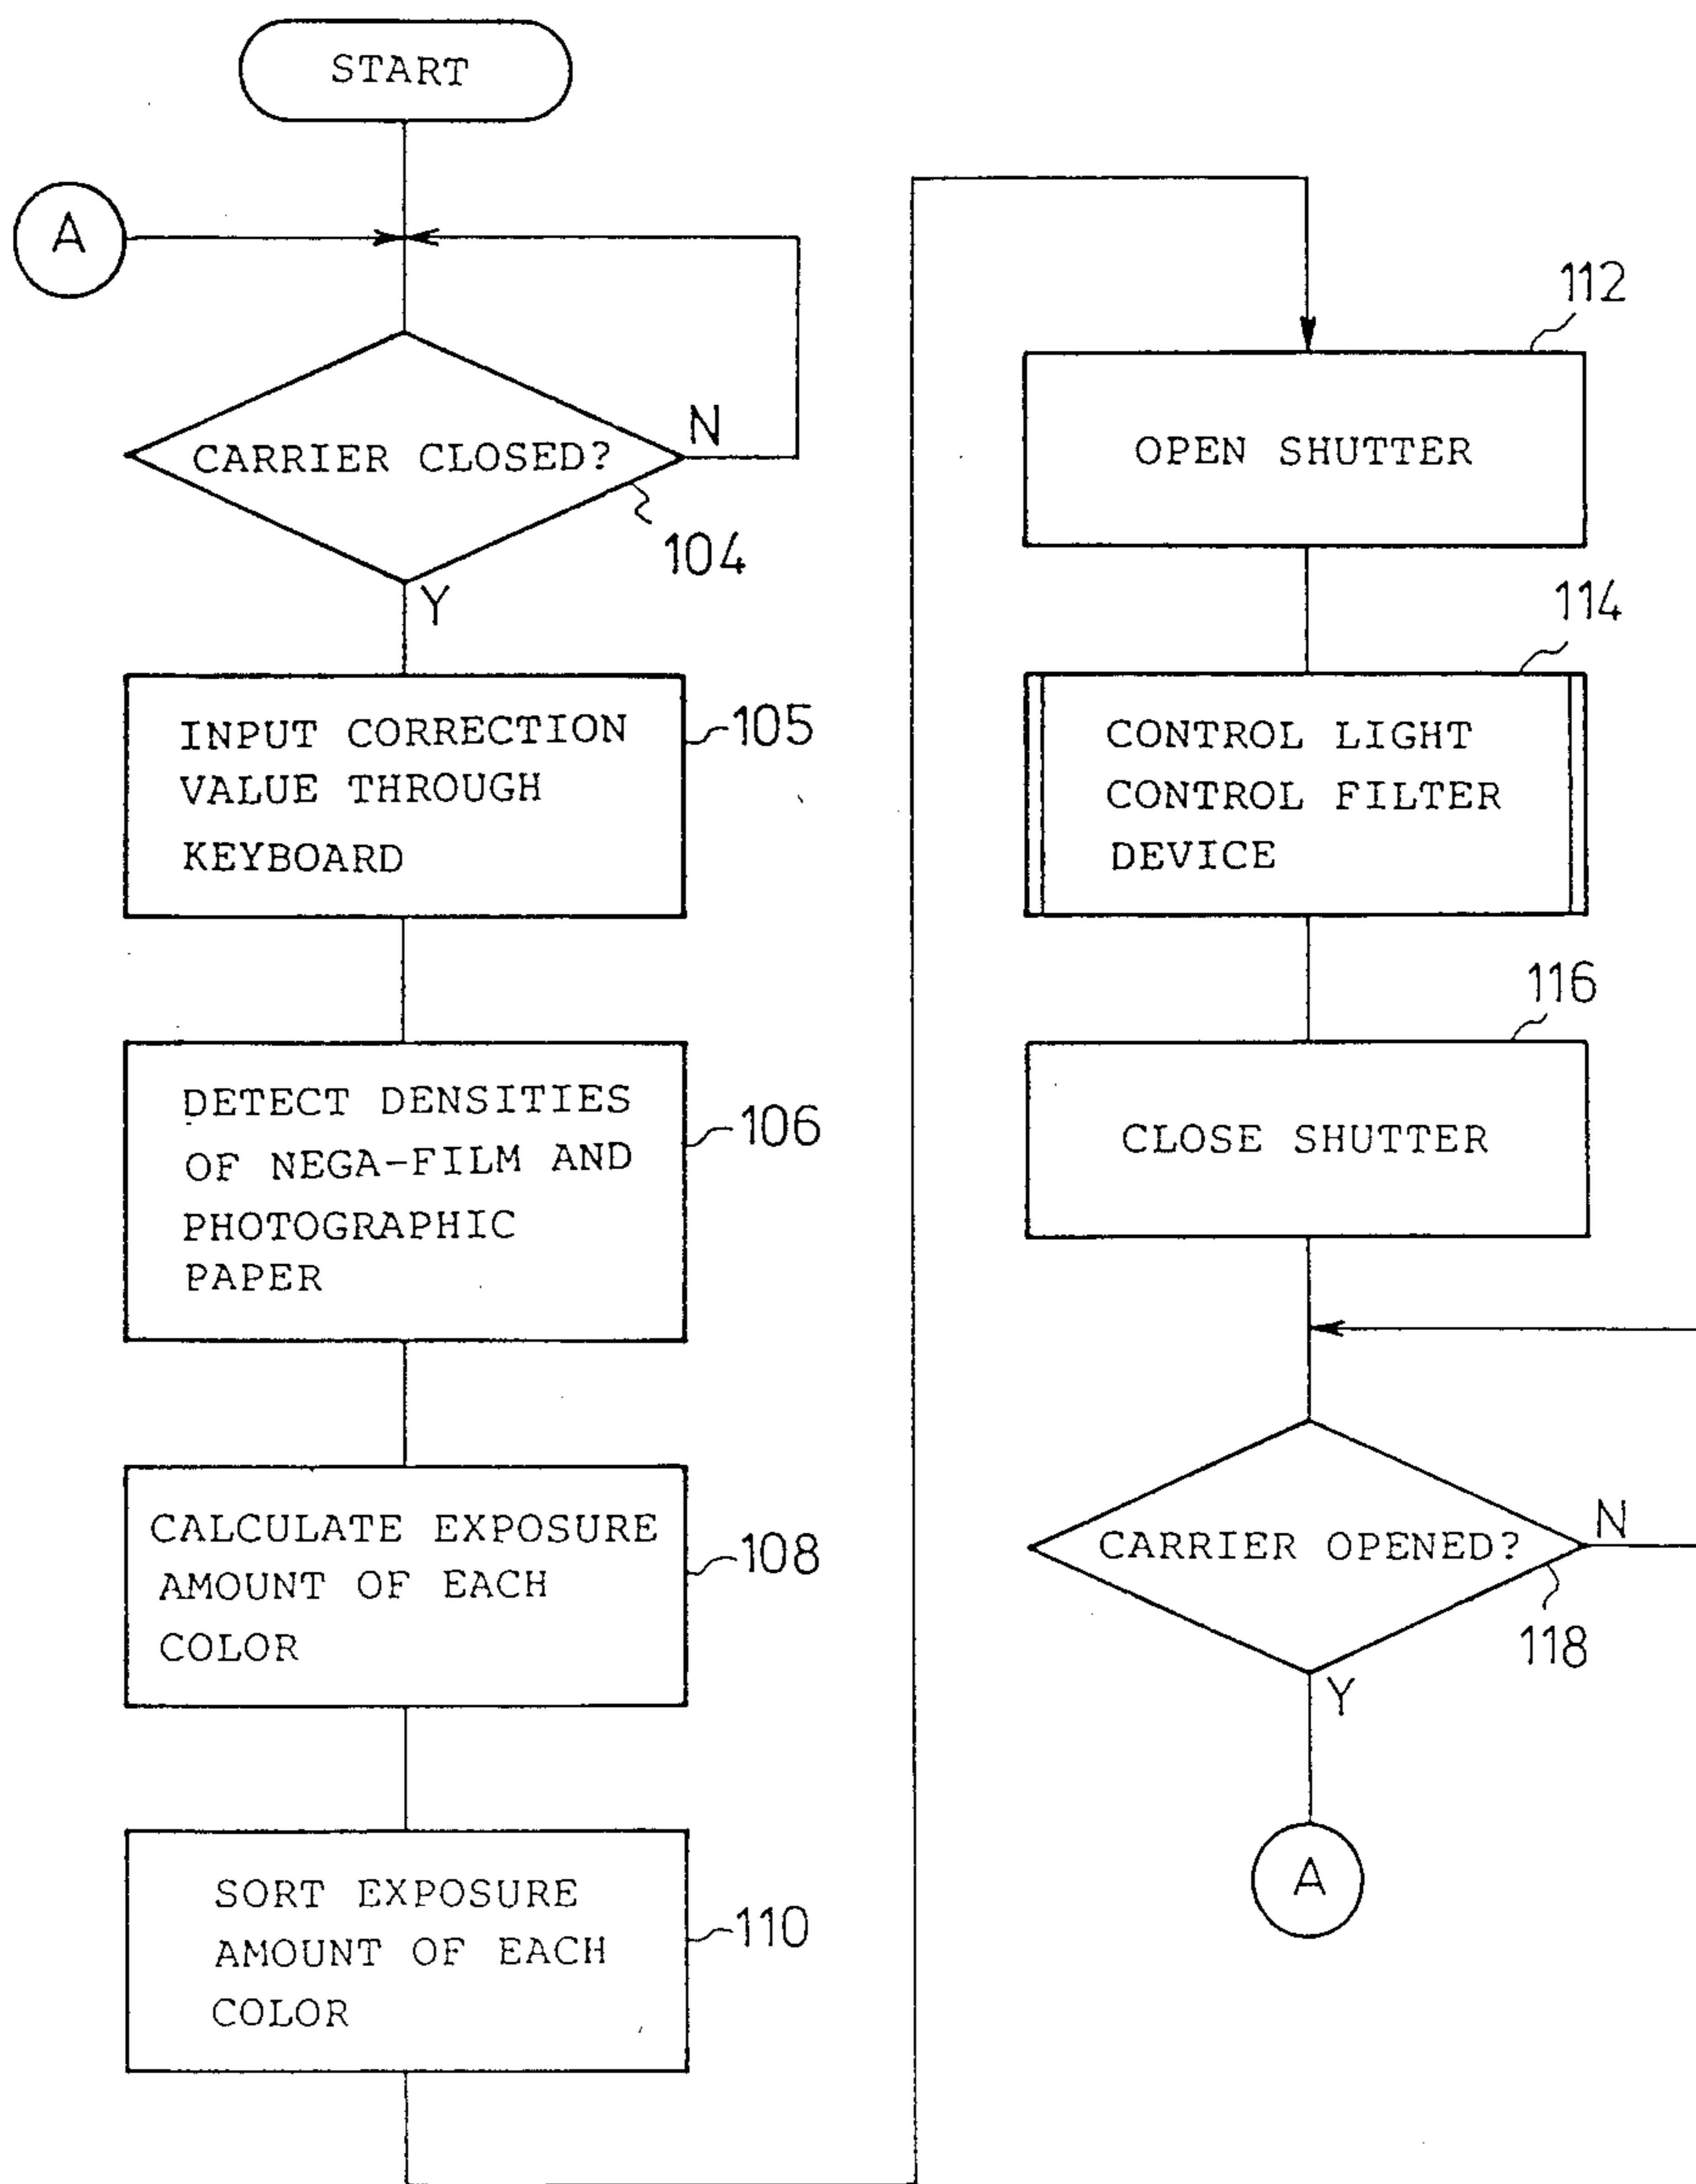 START
A
CARRIER CLOSED?
N
104
Y
INPUT CORRECTION
VALUE THROUGH
KEYBOARD
105
DETECT DENSITIES
OF NEGA-FILM AND
PHOTOGRAPHIC
PAPER
106
CALCULATE EXPOSURE
AMOUNT OF EACH
COLOR
108
SORT EXPOSURE
AMOUNT OF EACH
COLOR
110
112
OPEN SHUTTER
114
CONTROL LIGHT
CONTROL FILTER
DEVICE
116
CLOSE SHUTTER
CARRIER OPENED?
N
118
Y
A